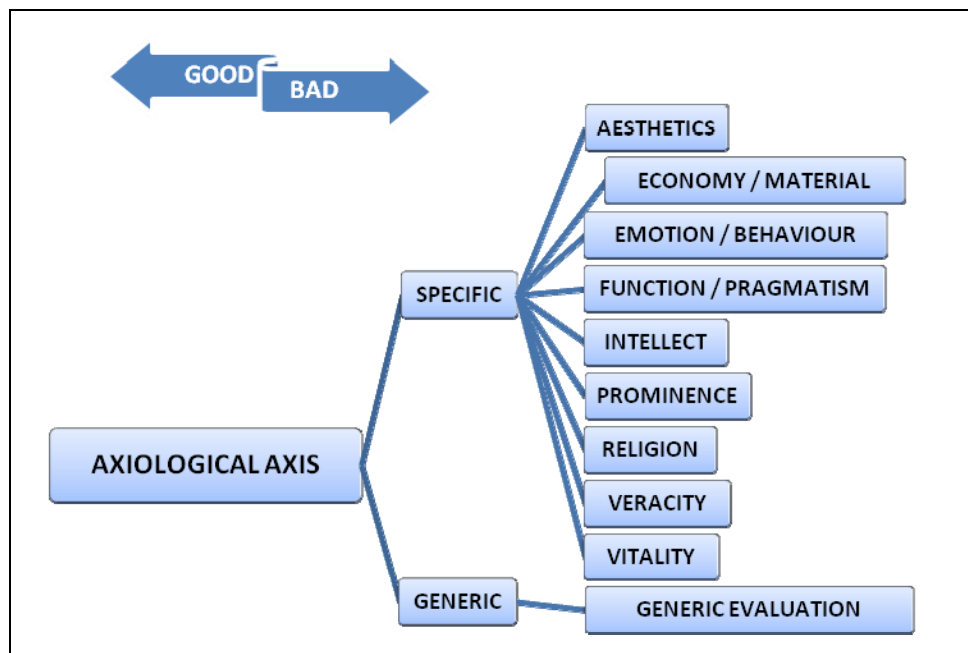 GOOD
BAD
AESTHETICS
ECONOMY / MATERIAL
EMOTION / BEHAVIOUR
SPECIFIC
FUNCTION / PRAGMATISM
INTELLECT
PROMINENCE
RELIGION
AXIOLOGICAL AXIS
VERACITY
VITALITY
GENERIC
GENERIC EVALUATION